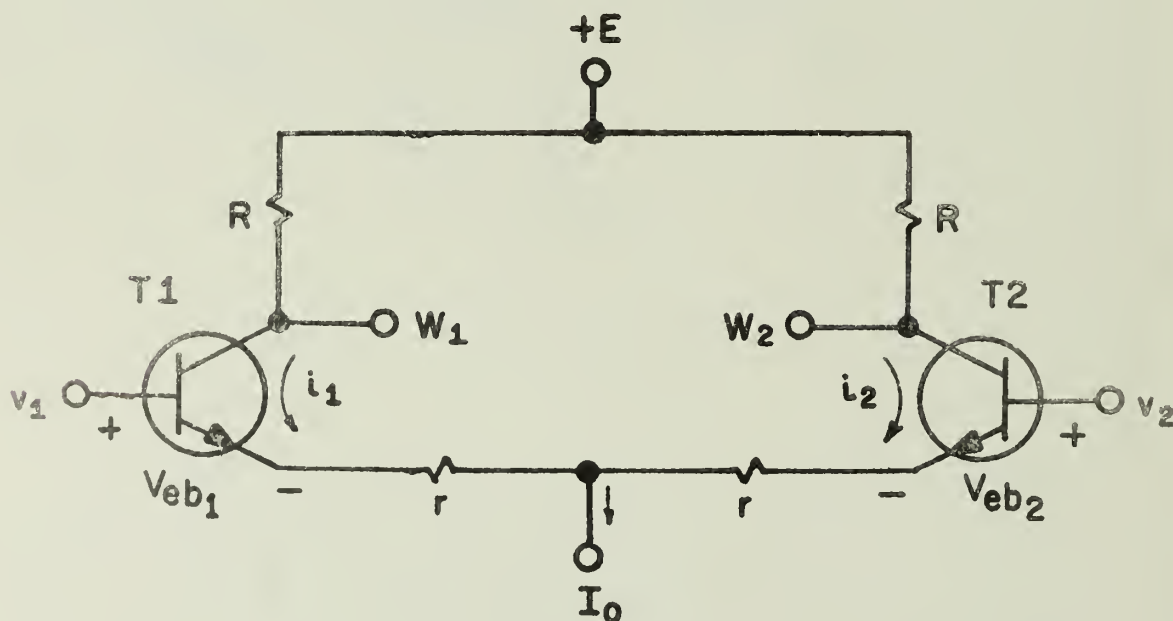 +E
R
R
T1
T2
W₁
W₂
i₁
i₂
v₁
v₂
+
+
Veb₁
Veb₂
–
–
r
r
I₀